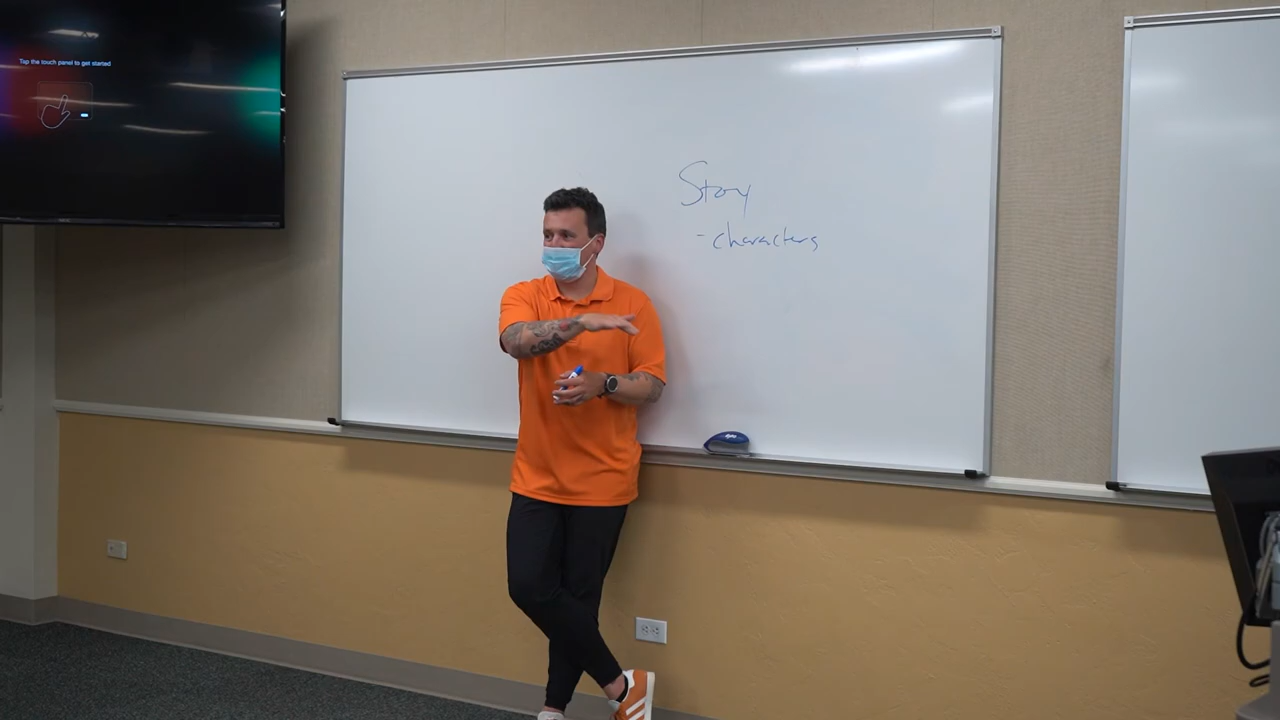 Tap the touch panel to get started
Story
- characters